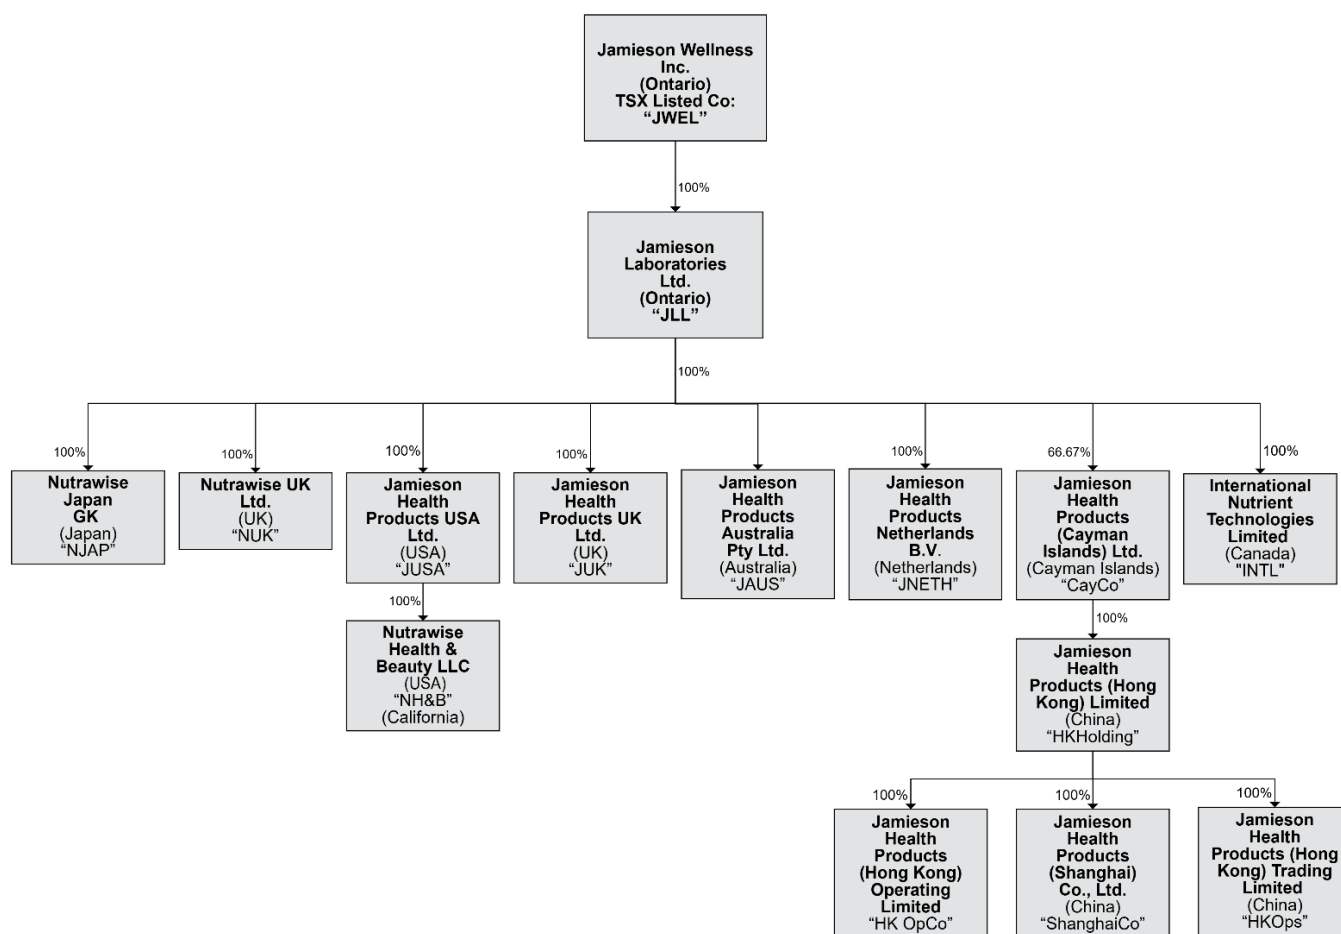 Jamieson Wellness
Inc.
(Ontario)
TSX Listed Co:
“JWEL”
100%
Jamieson
Laboratories
Ltd.
(Ontario)
“JLL”
100%
100%
100%
100%
100%
100%
66.67%
100%
Nutrawise
Japan
GK
(Japan)
“NJAP”
Nutrawise UK
Ltd.
(UK)
“NUK”
Jamieson
Health
Products USA
Ltd.
(USA)
“JUSA”
Jamieson
Health
Products UK
Ltd.
(UK)
“JUK”
Jamieson
Health
Products
Australia
Pty Ltd.
(Australia)
“JAUS”
Jamieson
Health
Products
Netherlands
B.V.
(Netherlands)
“JNETH”
Jamieson
Health
Products
(Cayman
Islands) Ltd.
(Cayman Islands)
“CayCo”
International
Nutrient
Technologies
Limited
(Canada)
"INTL"
100%
100%
Nutrawise
Health &
Beauty LLC
(USA)
“NH&B”
(California)
Jamieson
Health
Products (Hong
Kong) Limited
(China)
“HKHolding”
100%
100%
100%
Jamieson
Health
Products
(Hong Kong)
Operating
Limited
“HK OpCo”
Jamieson
Health
Products
(Shanghai)
Co., Ltd.
(China)
“ShanghaiCo”
Jamieson
Health
Products (Hong
Kong) Trading
Limited
(China)
“HKOps”